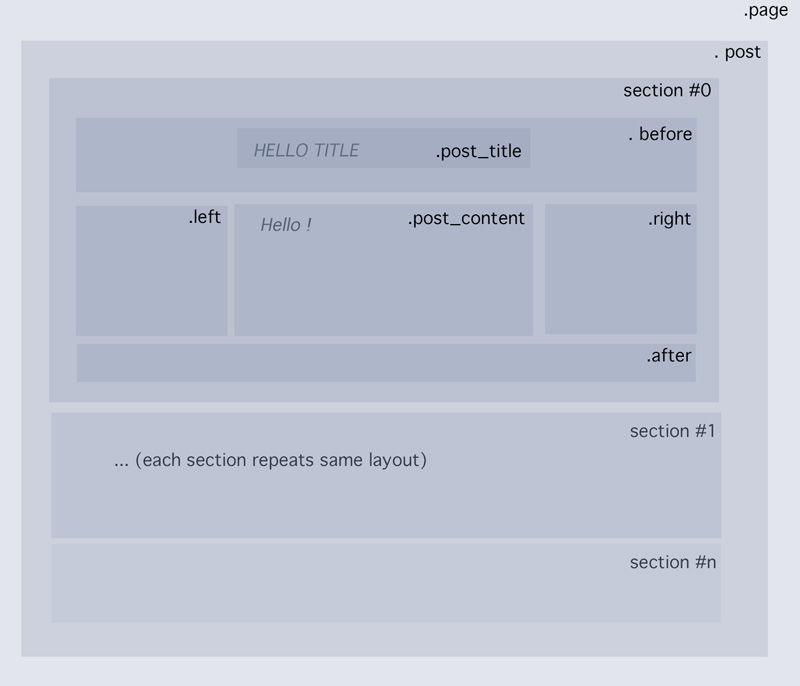 .page
. post
section #0
. before
HELLO TITLE
.post_title
.left
Hello !
.post_content
.right
.after
section #1
... (each section repeats same layout)
section #n